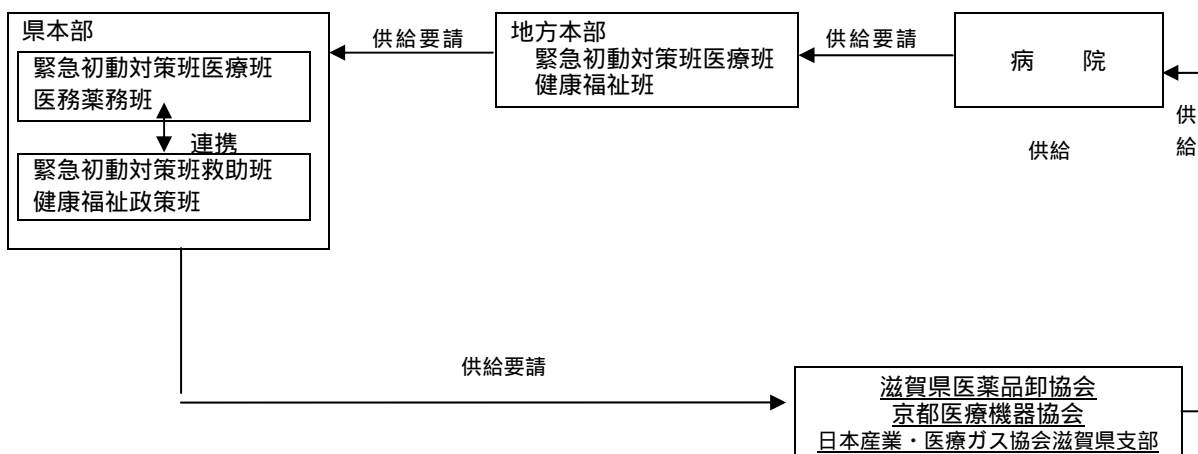 県本部
緊急初動対策班医療班
医務薬務班
連携
緊急初動対策班救助班
健康福祉政策班
供給要請
地方本部
緊急初動対策班医療班
健康福祉班
供給要請
病　　院
供給
供
給
供給要請
滋賀県医薬品卸協会
京都医療機器協会
日本産業・医療ガス協会滋賀県支部